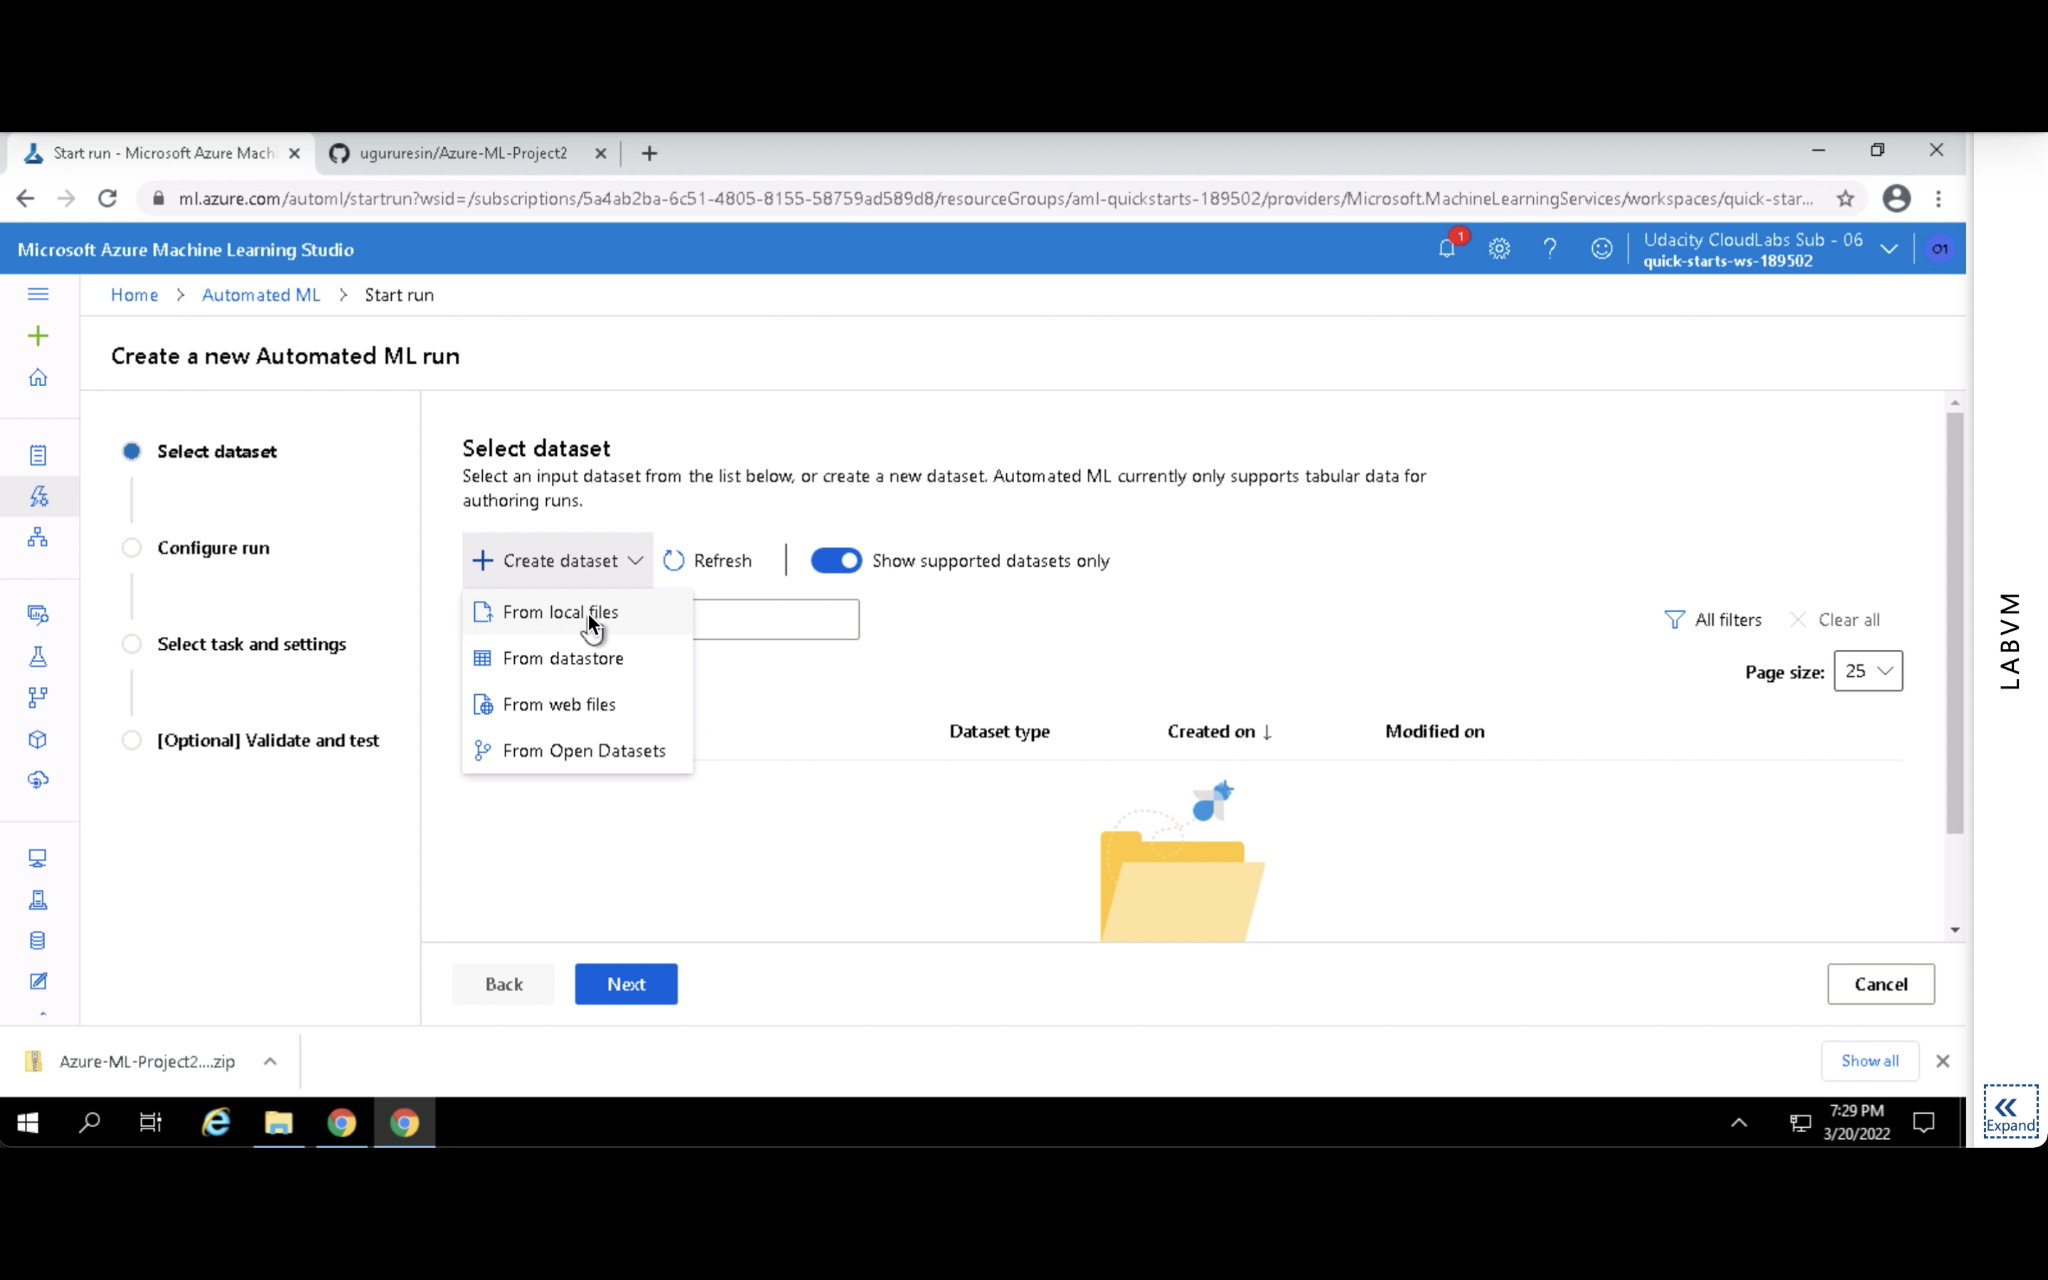 Start run - Microsoft Azure Mach
ugururesin/Azure-ML-Project2
ml.azure.com/automl/startrun?wsid=/subscriptions/5a4ab2ba-6c51-4805-8155-58759ad589d8/resourceGroups/aml-quickstarts-189502/providers/Microsoft.MachineLearningServices/workspaces/quick-star...
Microsoft Azure Machine Learning Studio
1
Udacity CloudLabs Sub - 06
quick-starts-ws-189502
O1
Home > Automated ML > Start run
Create a new Automated ML run
Select dataset
Configure run
Select task and settings
[Optional] Validate and test
Select dataset
Select an input dataset from the list below, or create a new dataset. Automated ML currently only supports tabular data for
authoring runs.
Create dataset
Refresh
Show supported datasets only
From local files
From datastore
From web files
From Open Datasets
All filters
Clear all
Page size: 25
Dataset type
Created on ↓
Modified on
Back
Next
Cancel
Azure-ML-Project2....zip
Show all
7:29 PM
3/20/2022
LABVM
Expand